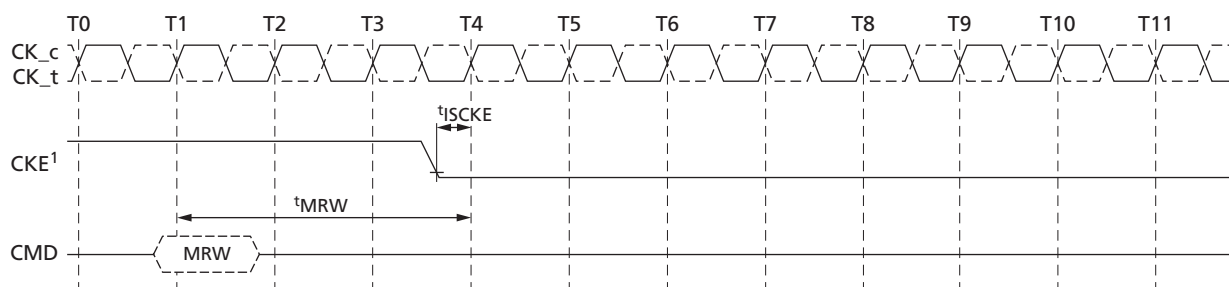 T0 T1 T2 T3 T4 T5 T6 T7 T8 T9 T10 T11
CK_c
CK_t
tISCKE
CKE1
tMRW
CMD MRW